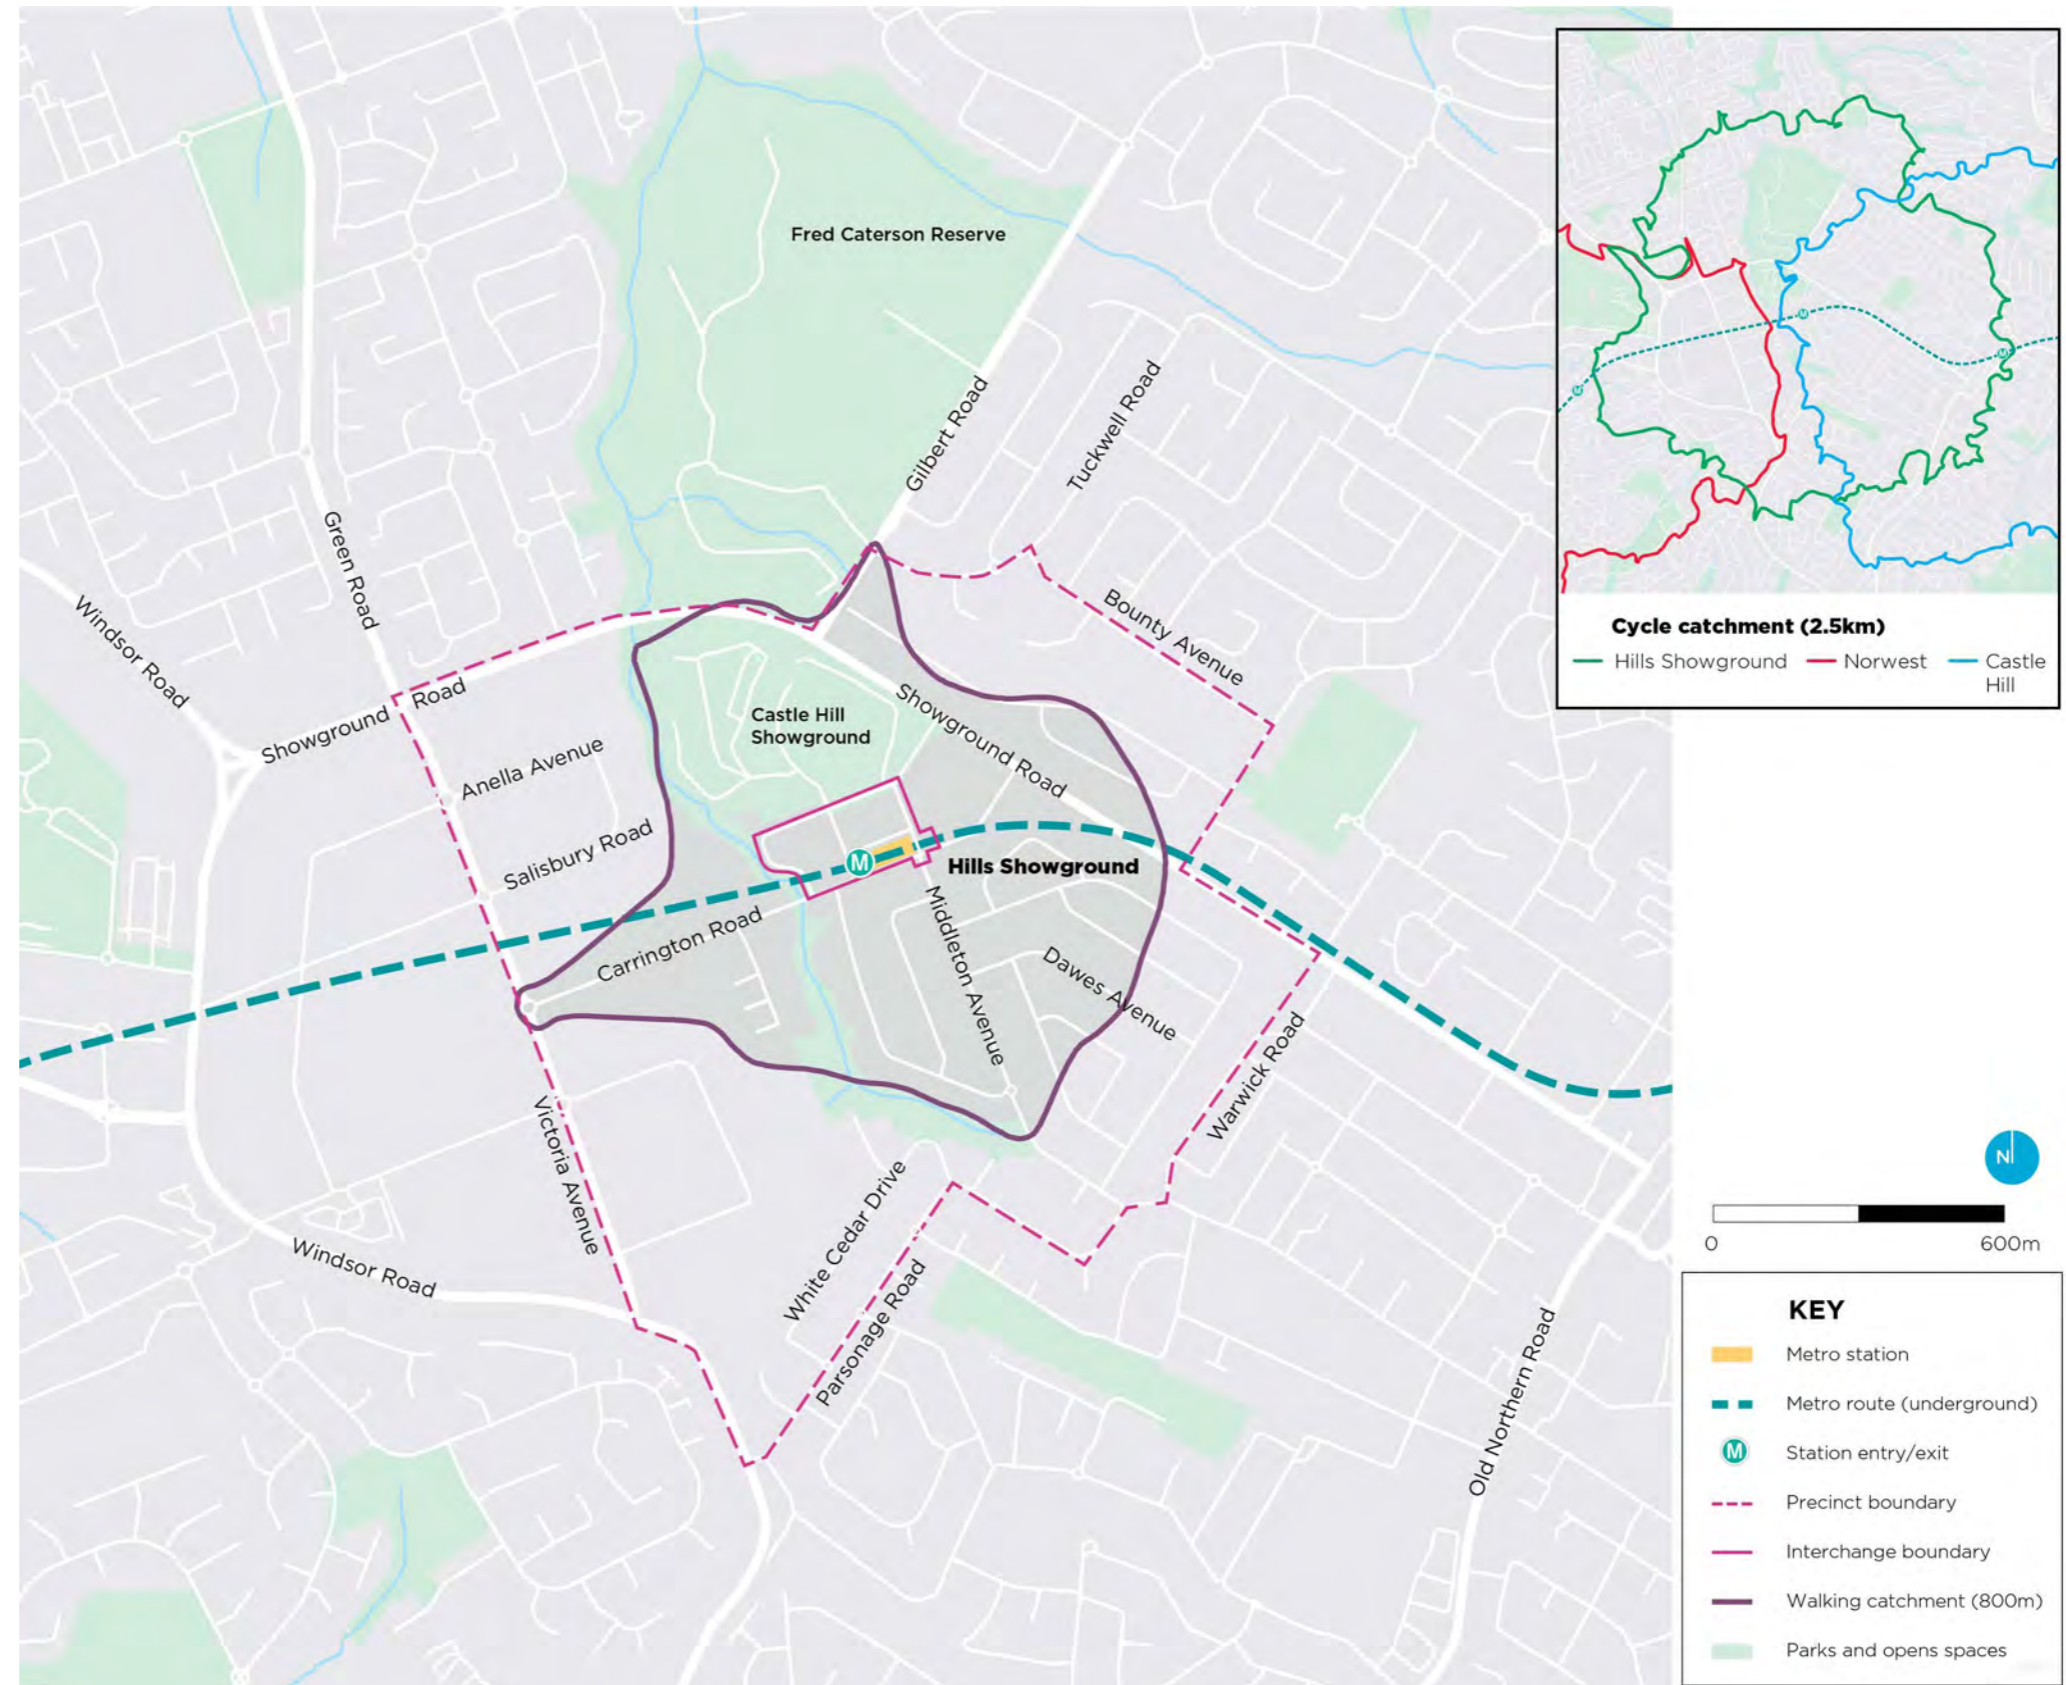 Fred Caterson Reserve
Gilbert Road
Tuckwell Road
Green Road
Windsor Road
Bounty Avenue
Showground Road
Castle Hill
Showground
Showground Road
Anella Avenue
Salisbury Road
M
Hills Showground
Carrington Road
Middleton Avenue
Dawes Avenue
Warwick Road
Victoria Avenue
White Cedar Drive
Parsonage Road
Windsor Road
Old Northern Road
M
M
M
Cycle catchment (2.5km)
Hills Showground
Norwest
Castle
Hill
N
0
600m
KEY
Metro station
Metro route (underground)
M
Station entry/exit
Precinct boundary
Interchange boundary
Walking catchment (800m)
Parks and opens spaces